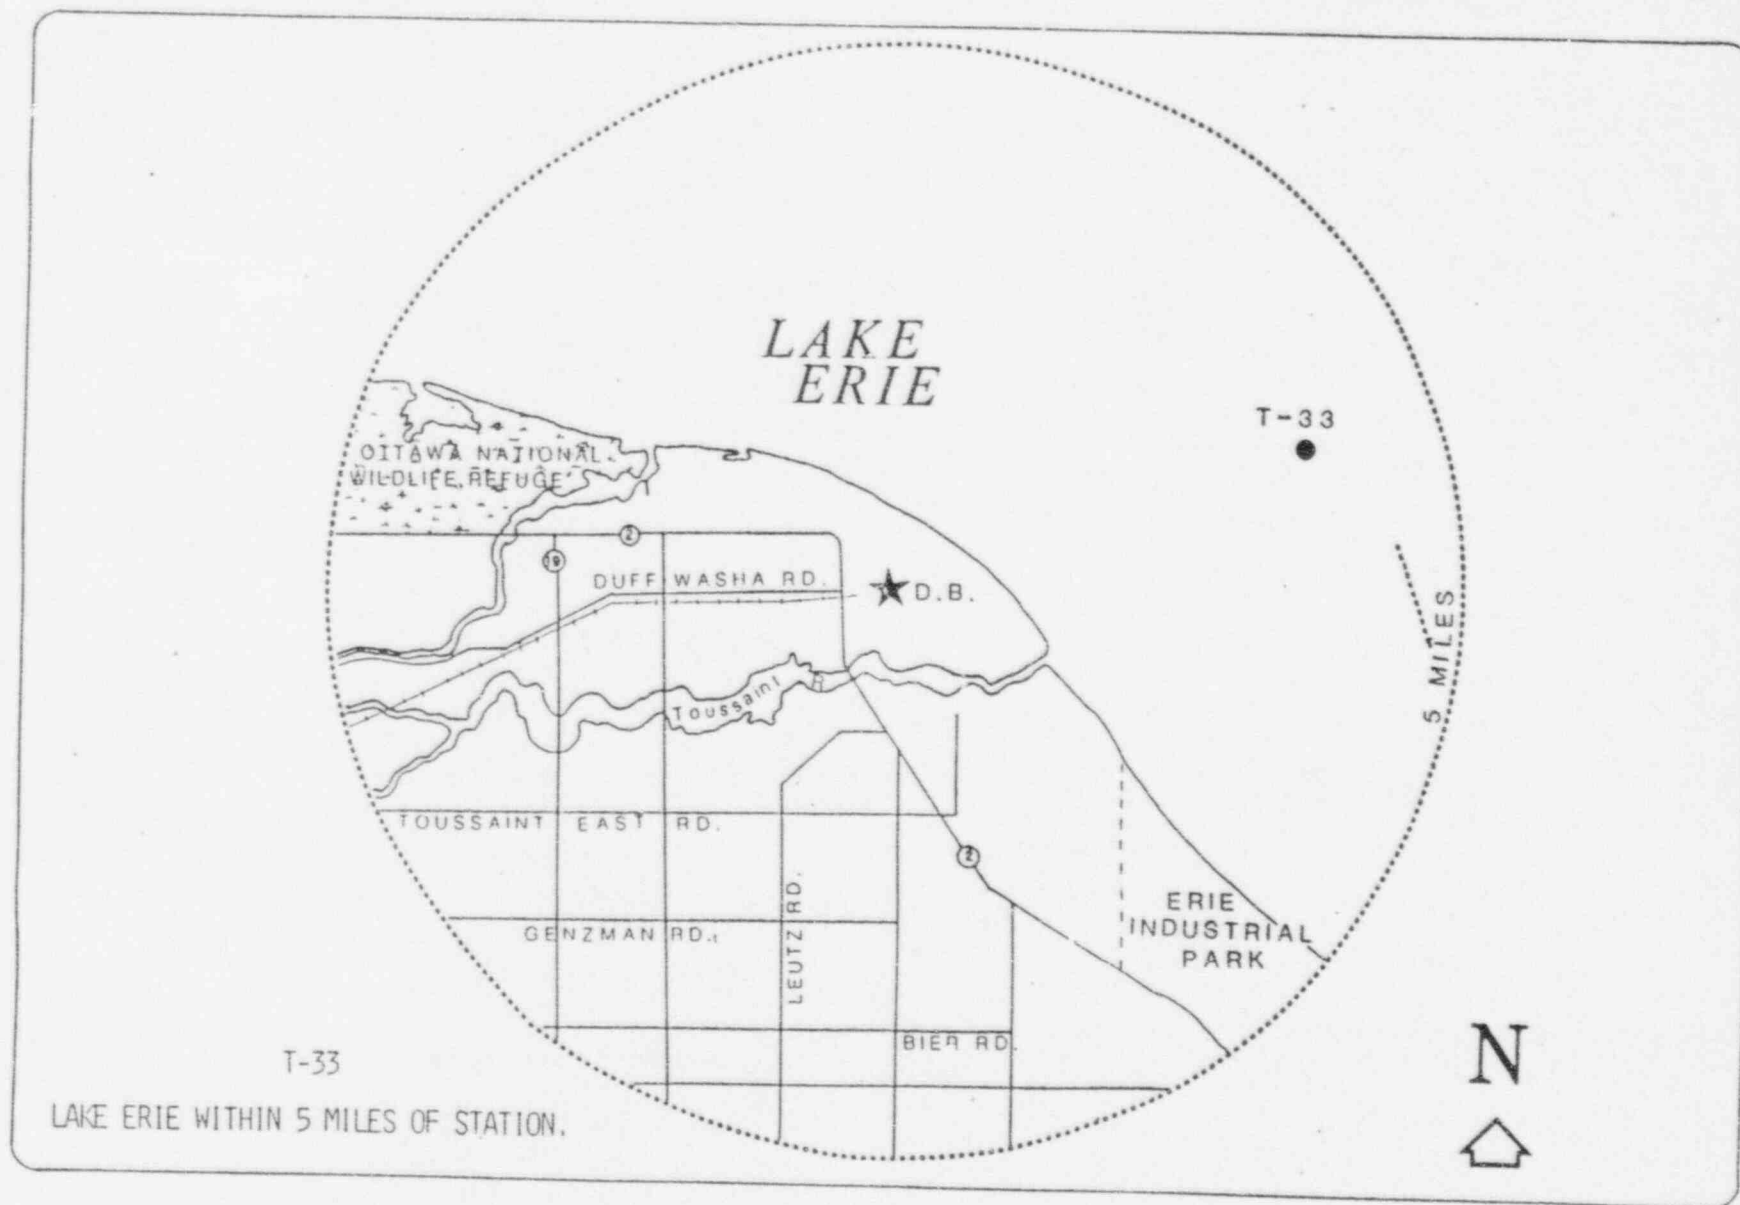 LAKE
ERIE
T-33
OTTAWA NATIONAL
WILDLIFE REFUGE
2
19
DUFF WASHA RD.
D.B.
5 MILES
Toussaint R
TOUSSAINT EAST RD.
2
LEUTZ RD.
ERIE
INDUSTRIAL
PARK
GENZMAN RD.
BIER RD.
N
T-33
LAKE ERIE WITHIN 5 MILES OF STATION.